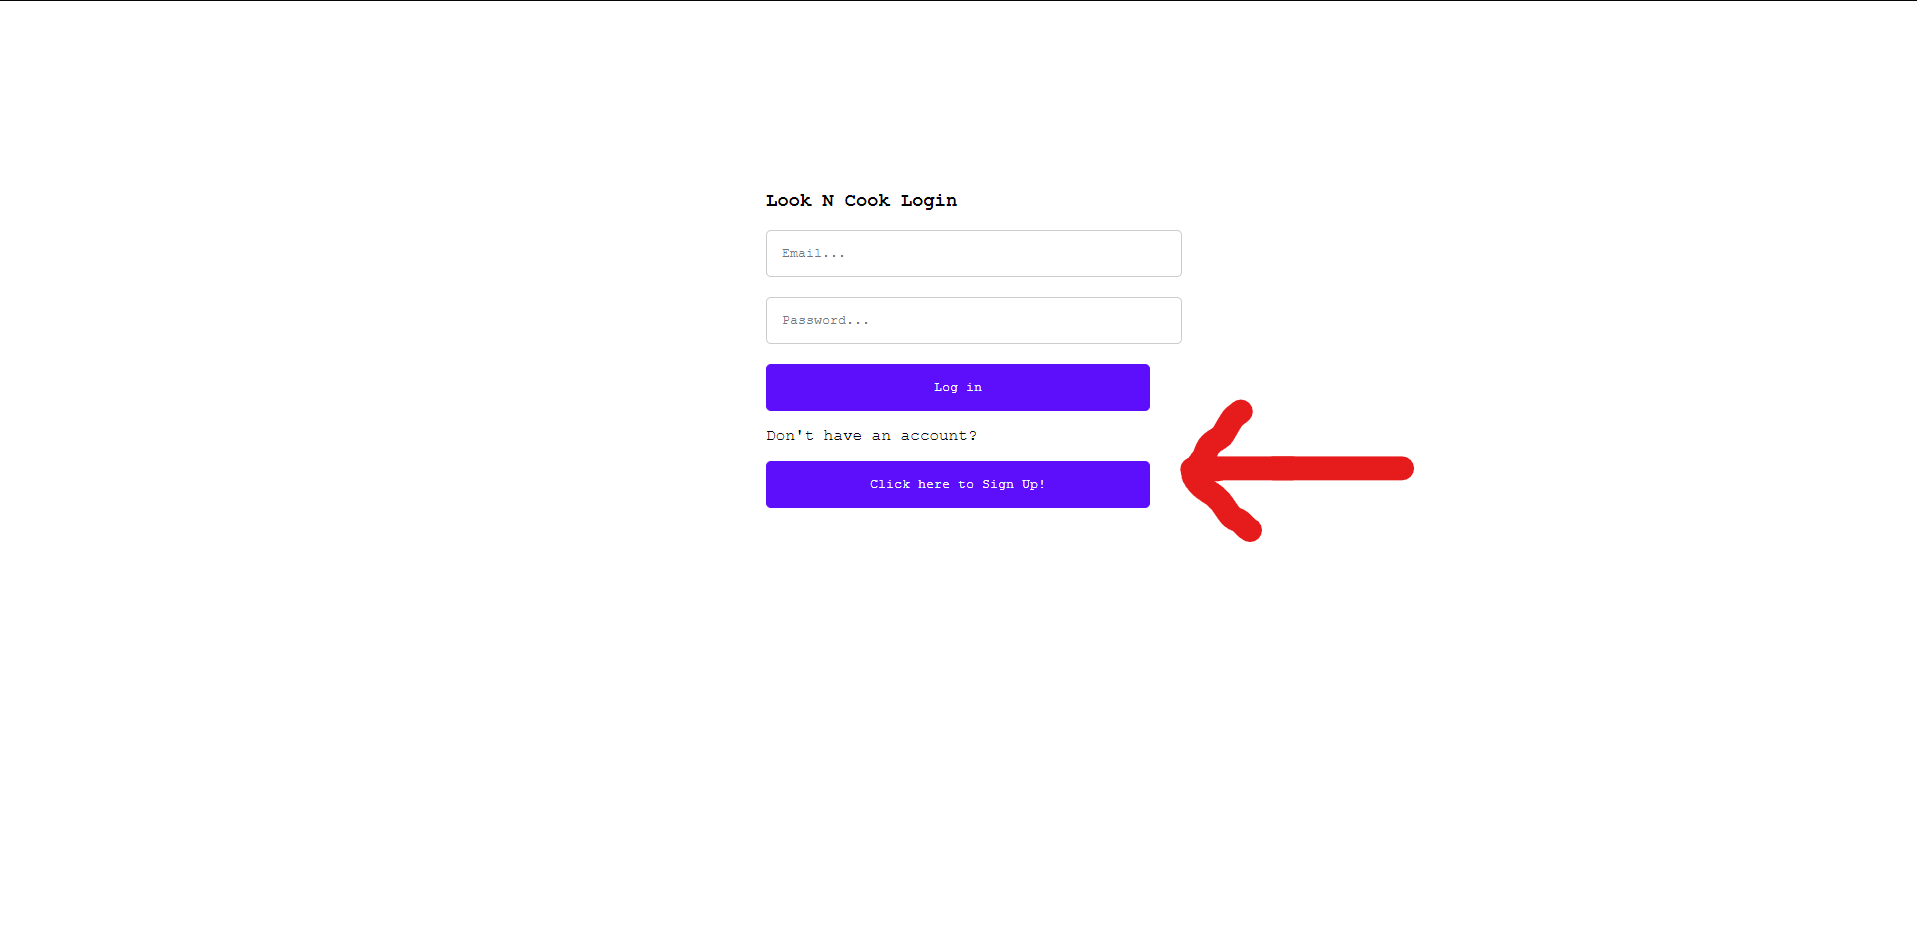 Look N Cook Login
Email...
Password...
Log in
Don't have an account?
Click here to Sign Up!